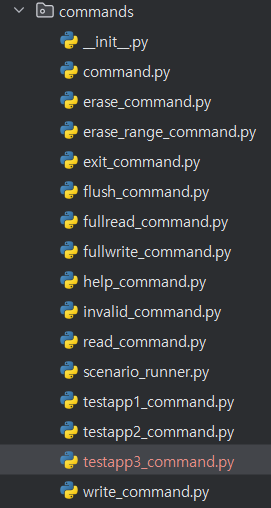 commands
__init__.py
command.py
erase_command.py
erase_range_command.py
exit_command.py
flush_command.py
fullread_command.py
fullwrite_command.py
help_command.py
invalid_command.py
read_command.py
scenario_runner.py
testapp1_command.py
testapp2_command.py
testapp3_command.py
write_command.py